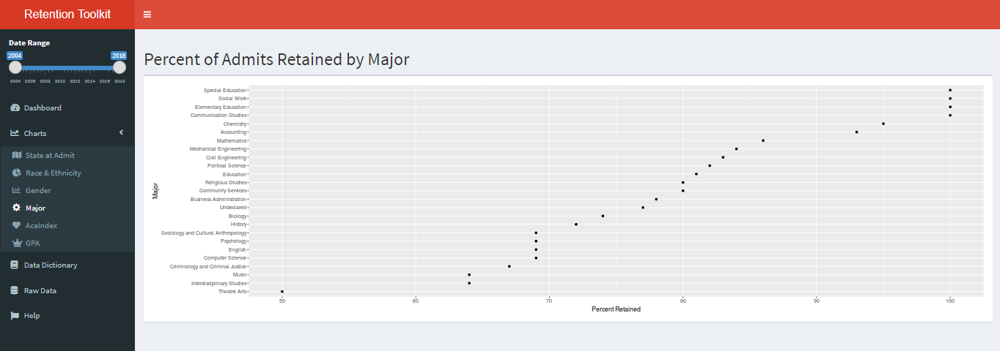 Retention Toolkit
Date Range
2004 2018
2004 2006 2008 2010 2012 2014 2016 2018
Dashboard
Charts
State at Admit
Race & Ethnicity
Gender
Major
AcaIndex
GPA
Data Dictionary
Raw Data
Help
Percent of Admits Retained by Major
Major
Special Education
Social Work
Elementary Education
Communication Studies
Chemistry
Accounting
Mathematics
Mechanical Engineering
Civil Engineering
Political Science
Education
Religious Studies
Community Services
Business Administration
Undeclared
Biology
History
Sociology and Cultural Anthropology
Psychology
English
Computer Science
Criminology and Criminal Justice
Music
Interdisciplinary Studies
Theatre Arts
50 60 70 80 90 100
Percent Retained